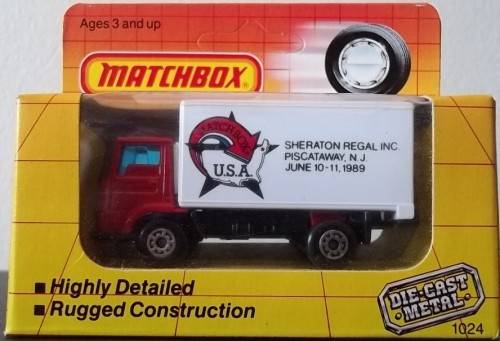 Ages 3 and up
MATCHBOX
MATCHBOX
U.S.A.
SHERATON REGAL INC
PISCATAWAY, N.J.
JUNE 10-11, 1989
■ Highly Detailed
■ Rugged Construction
DIE-CAST
METAL
1024